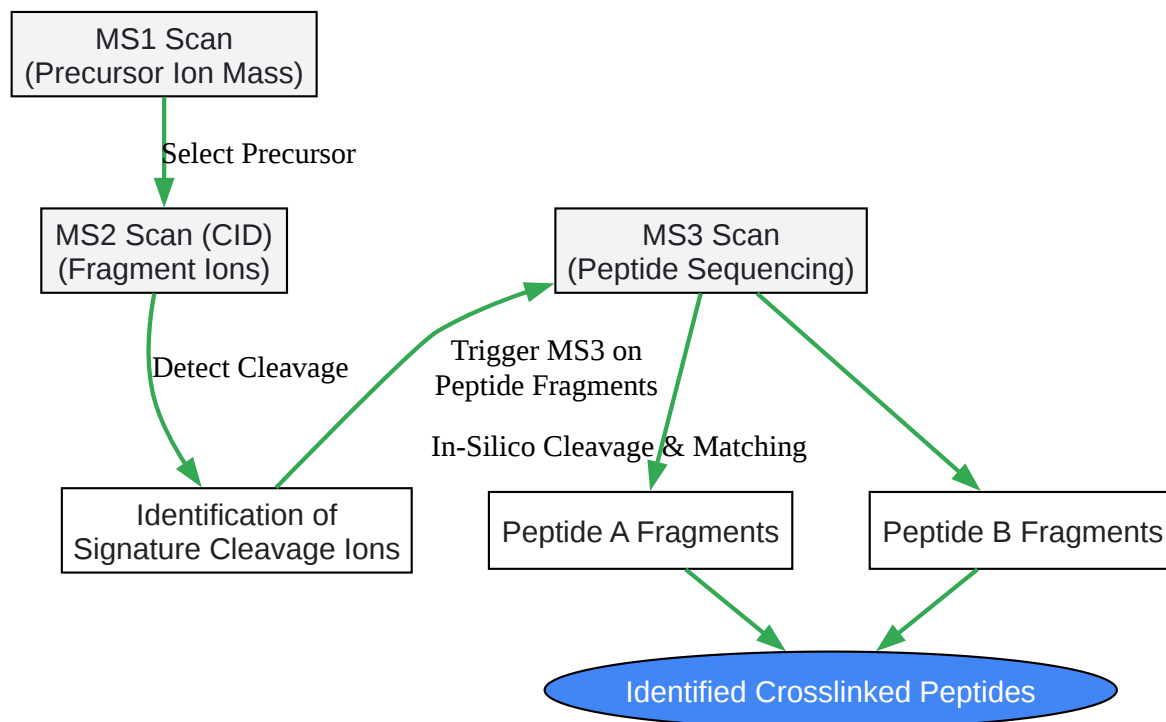 MS1 Scan
(Precursor Ion Mass)
Select Precursor
MS2 Scan (CID)
(Fragment Ions)
MS3 Scan
(Peptide Sequencing)
Detect Cleavage
Trigger MS3 on
Peptide Fragments
In-Silico Cleavage & Matching
Identification of
Signature Cleavage Ions
Peptide A Fragments
Peptide B Fragments
Identified Crosslinked Peptides